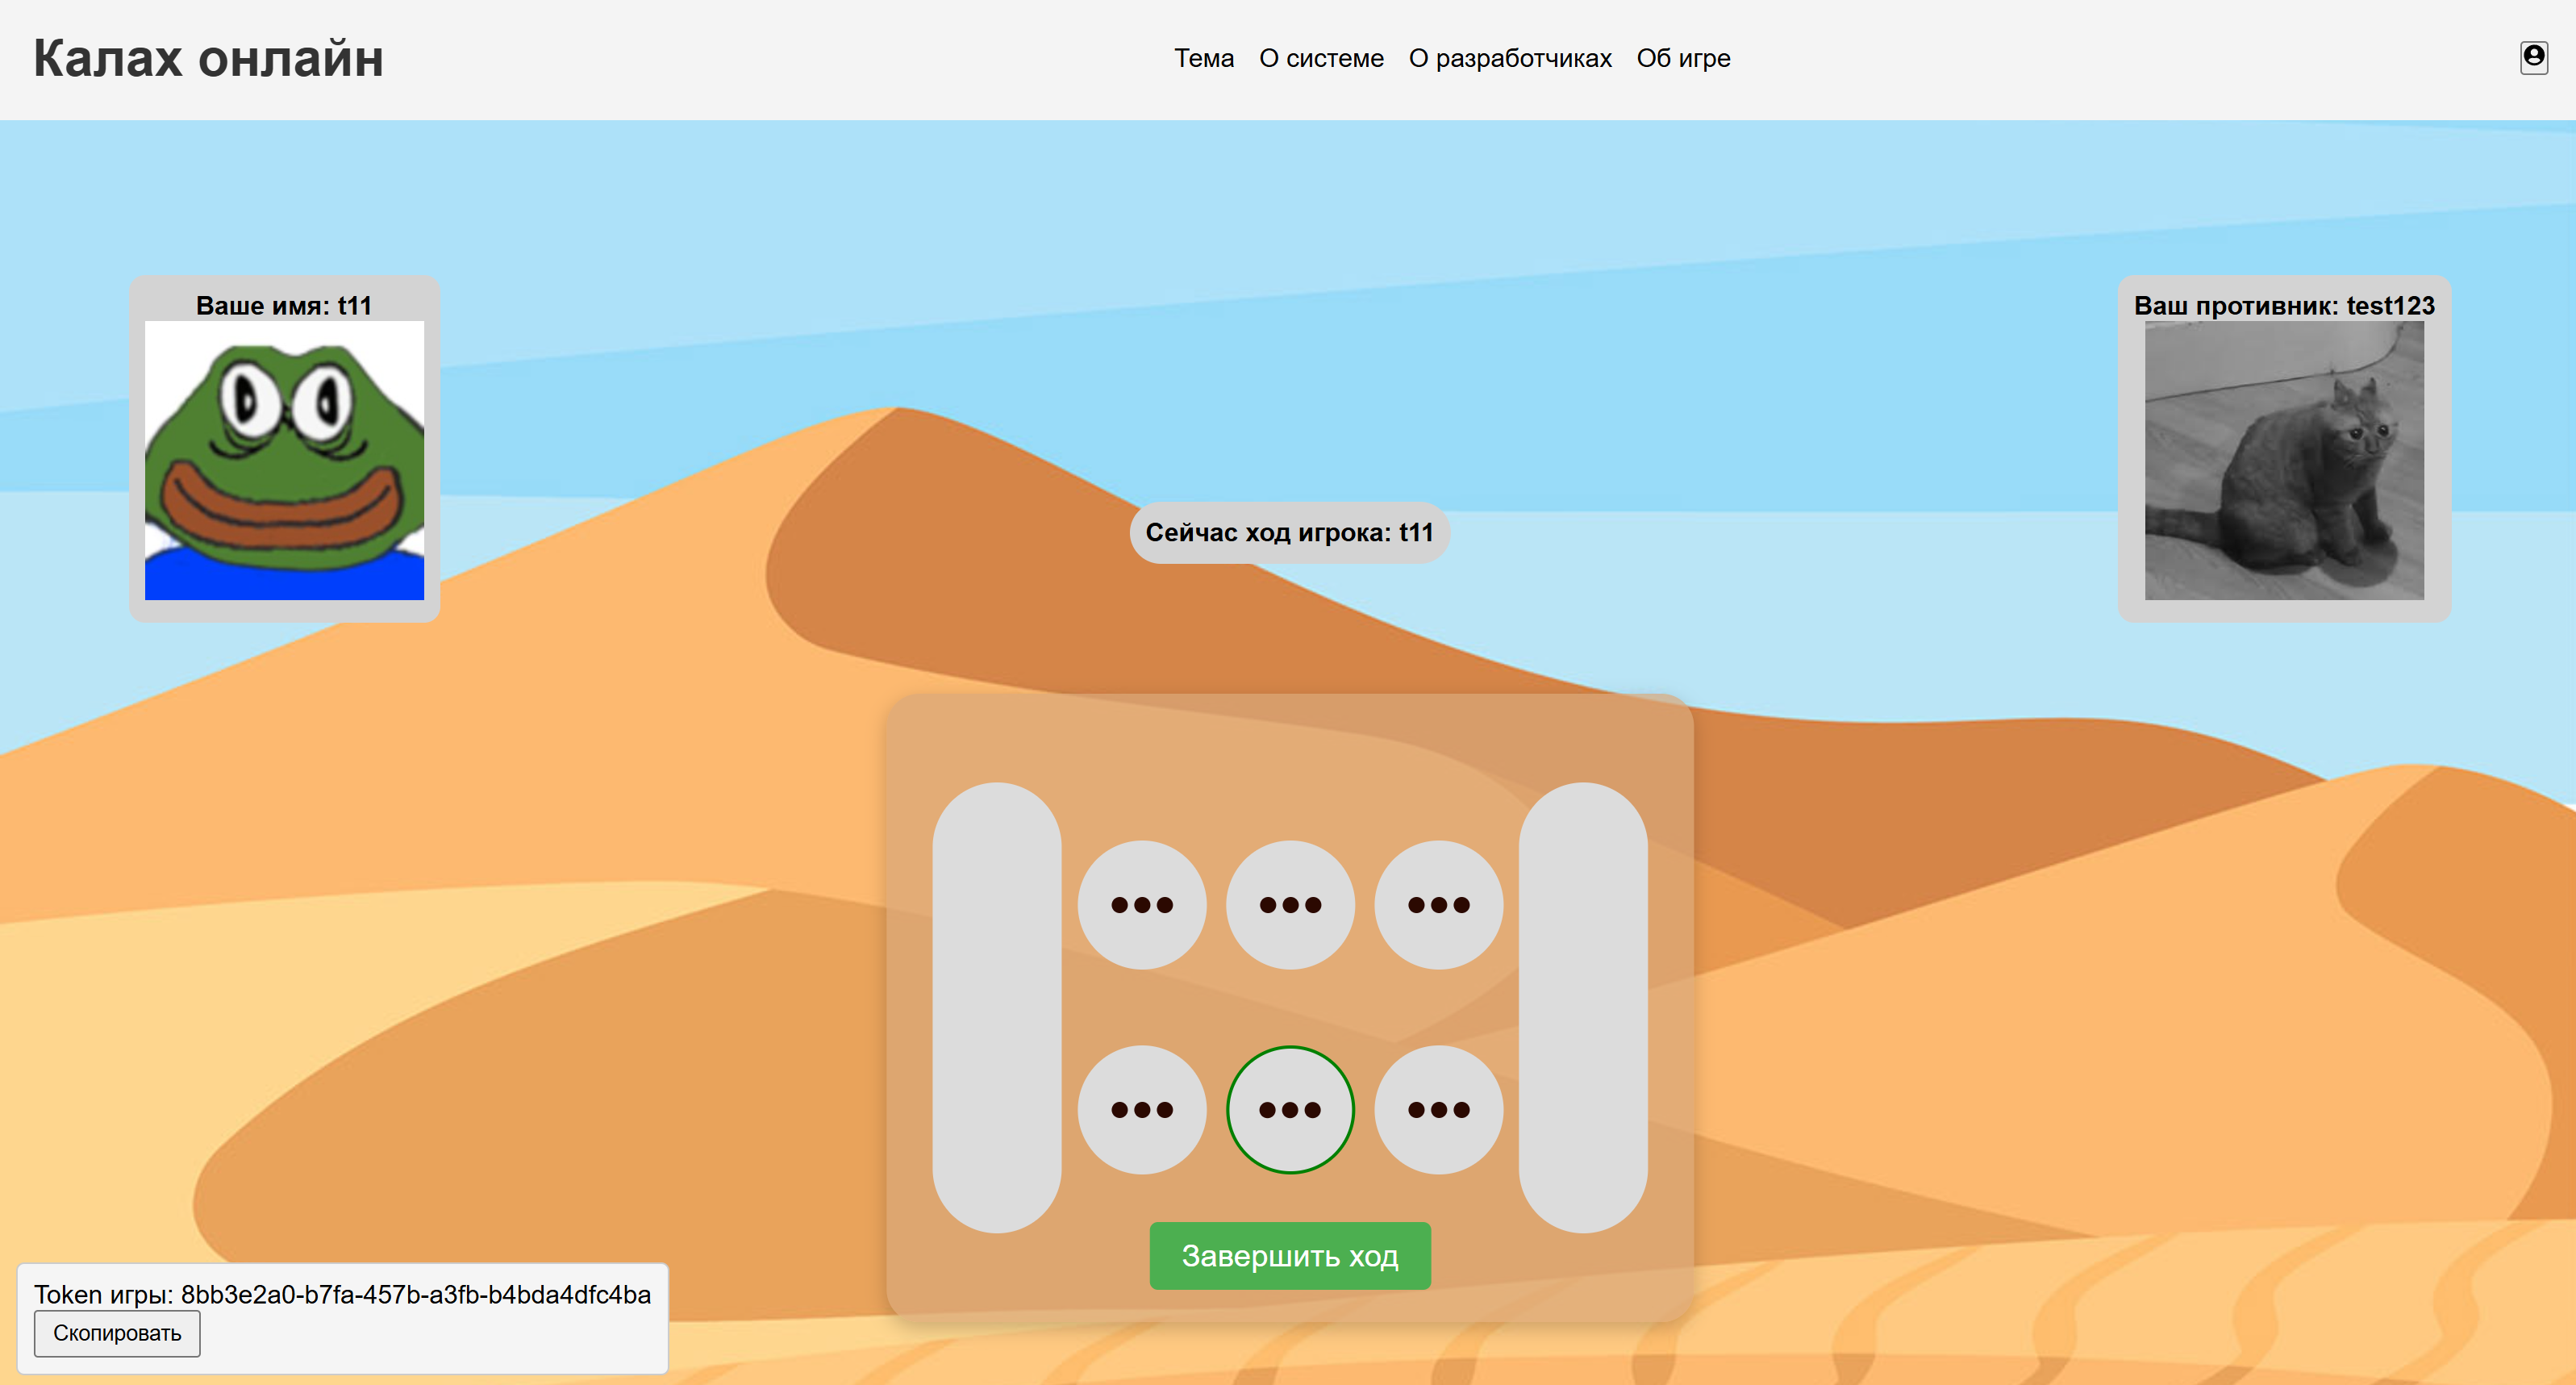 Калах онлайн
Тема О системе О разработчиках Об игре
Ваше имя: t11
Ваш противник: test123
Сейчас ход игрока: t11
Завершить ход
Token игры: 8bb3e2a0-b7fa-457b-a3fb-b4bda4dfc4ba
Скопировать